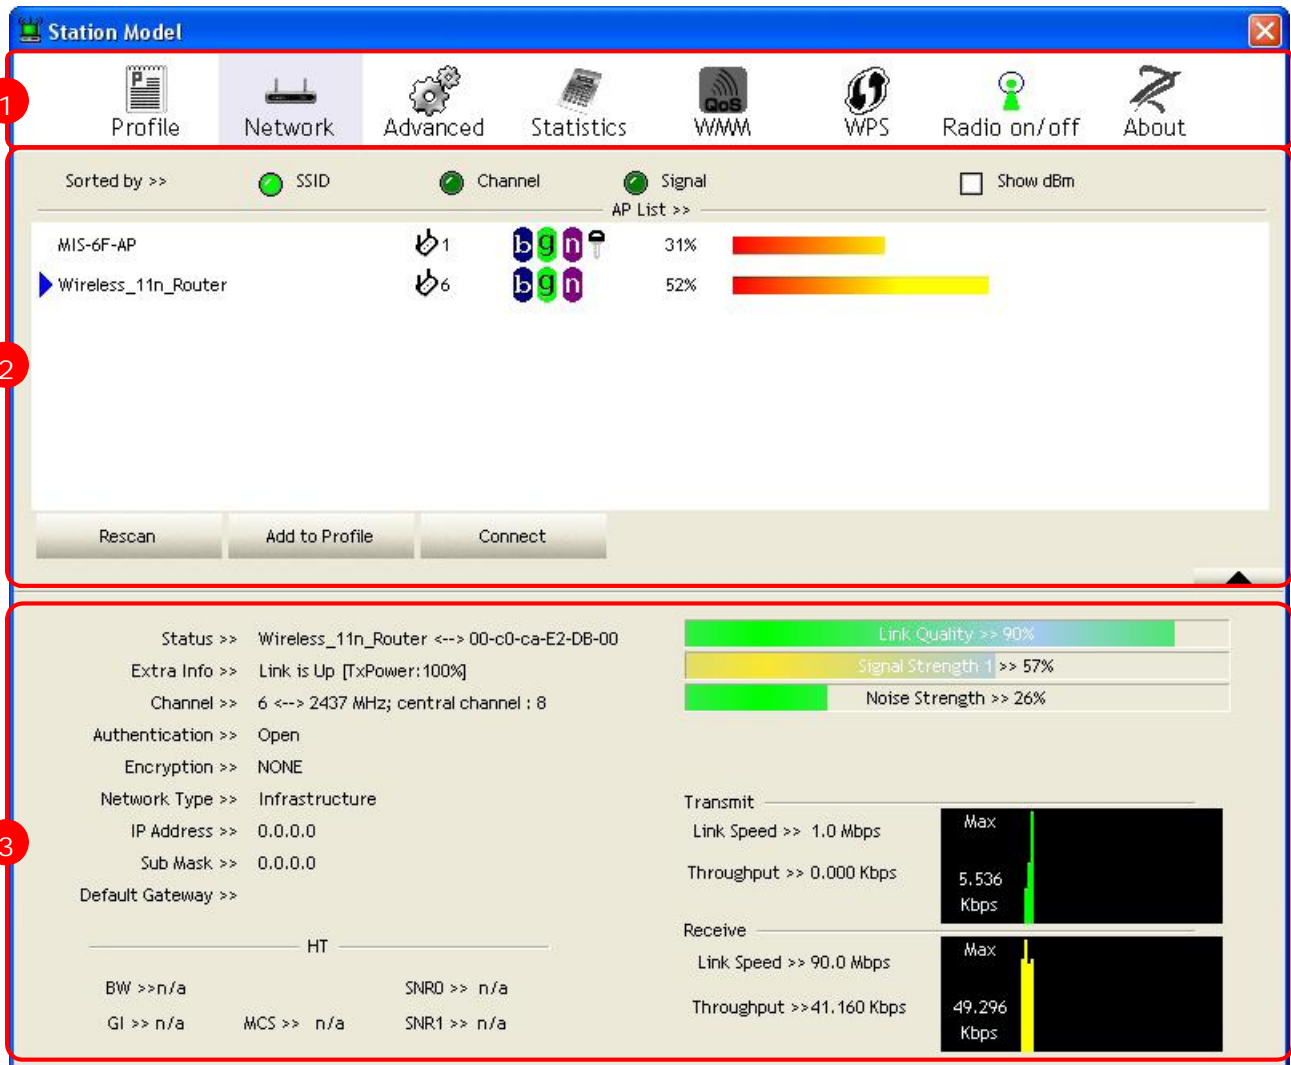 Station Model
1
Profile Network Advanced Statistics WMM WPS Radio on/off About
P
QoS
Sorted by >> SSID Channel Signal Show dBm
AP List >>
MIS-6F-AP 1 b g n 31%
Wireless_11n_Router 6 b g n 52%
2
Rescan Add to Profile Connect
Status >> Wireless_11n_Router <--> 00-c0-ca-E2-DB-00
Extra Info >> Link is Up [TxPower:100%]
Channel >> 6 <--> 2437 MHz; central channel : 8
Authentication >> Open
Encryption >> NONE
Network Type >> Infrastructure
IP Address >> 0.0.0.0
3
Sub Mask >> 0.0.0.0
Default Gateway >>
HT
BW >>n/a SNR0 >> n/a
GI >> n/a MCS >> n/a SNR1 >> n/a
Link Quality >> 90%
Signal Strength 1 >> 57%
Noise Strength >> 26%
Transmit
Link Speed >> 1.0 Mbps
Throughput >> 0.000 Kbps
Max
5.536
Kbps
Receive
Link Speed >> 90.0 Mbps
Throughput >>41.160 Kbps
Max
49.296
Kbps